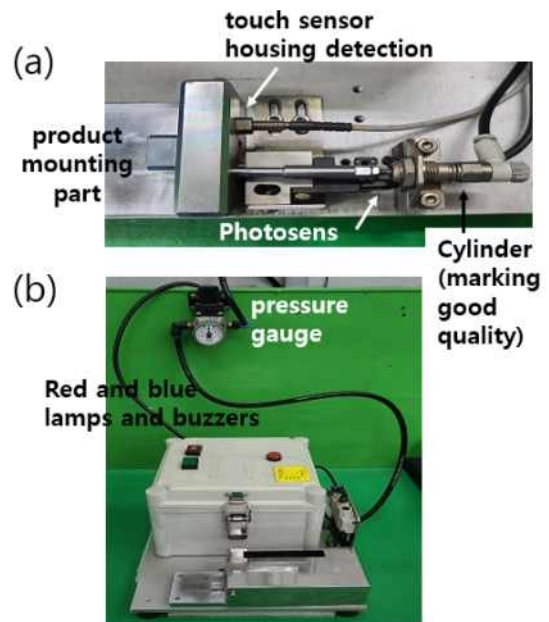 touch sensor
housing detection
(a)
product
mounting
part
Photosens
Cylinder
(marking
good
quality)
(b)
pressure
gauge
Red and blue
lamps and buzzers